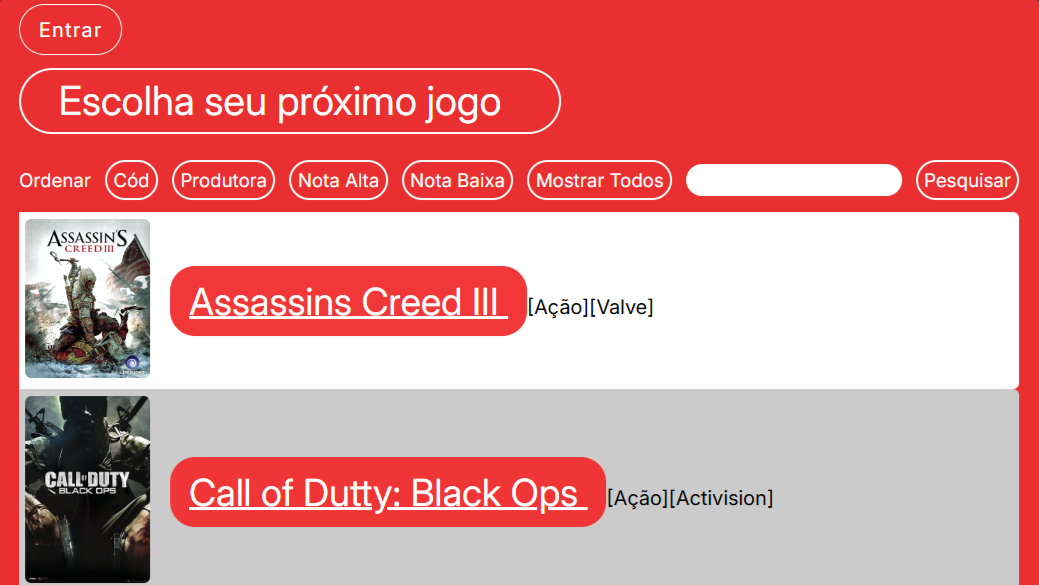 Entrar
Escolha seu próximo jogo
Ordenar Cód Produtora Nota Alta Nota Baixa Mostrar Todos Pesquisar
ASSASSIN'S
CREED III
Assassins Creed III [Ação][Valve]
CALL OF DUTY
BLACK OPS
Call of Dutty: Black Ops [Ação][Activision]